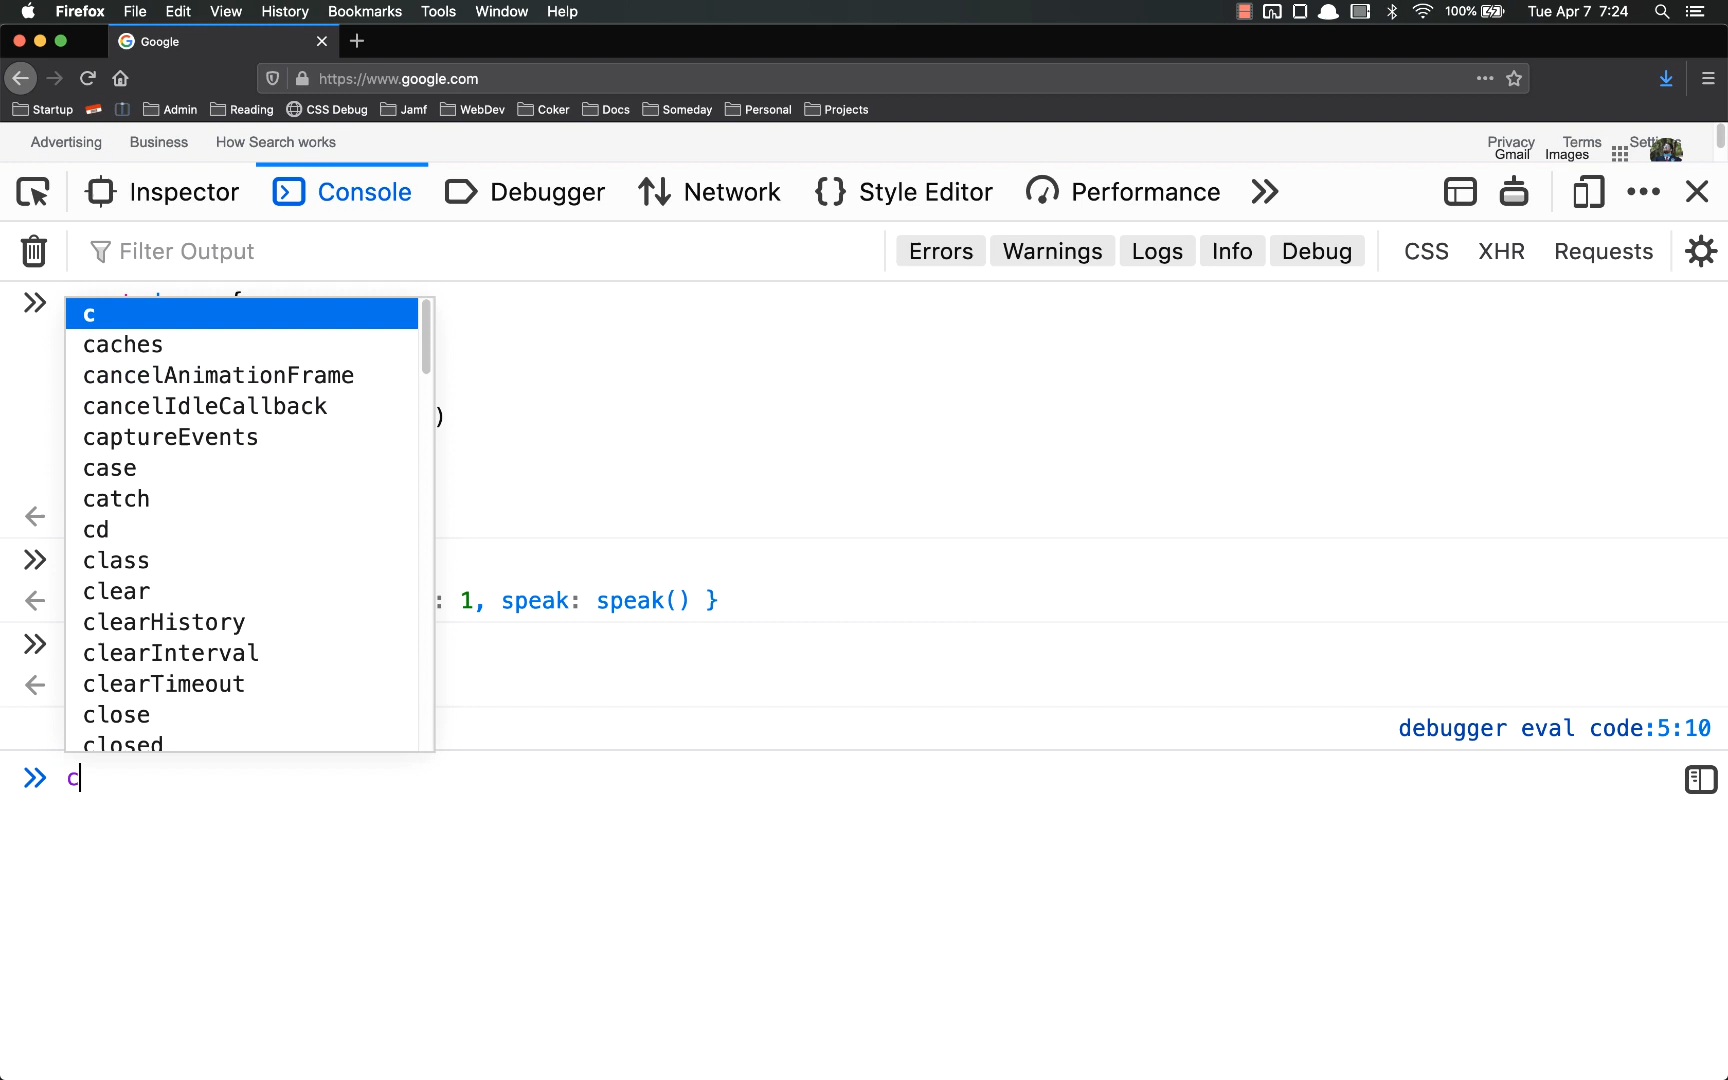 Firefox File Edit View History Bookmarks Tools Window Help 100% Tue Apr 7 7:24
Google
https://www.google.com
Startup Admin Reading CSS Debug Jamf WebDev Coker Docs Someday Personal Projects
Advertising Business How Search works Privacy Terms
Gmail Images
Inspector Console Debugger Network Style Editor Performance
Filter Output Errors Warnings Logs Info Debug CSS XHR Requests
c
caches
cancelAnimationFrame
cancelIdleCallback
captureEvents
)
case
catch
cd
class
clear
: 1, speak: speak() }
clearHistory
clearInterval
clearTimeout
close
debugger eval code:5:10
closed
c